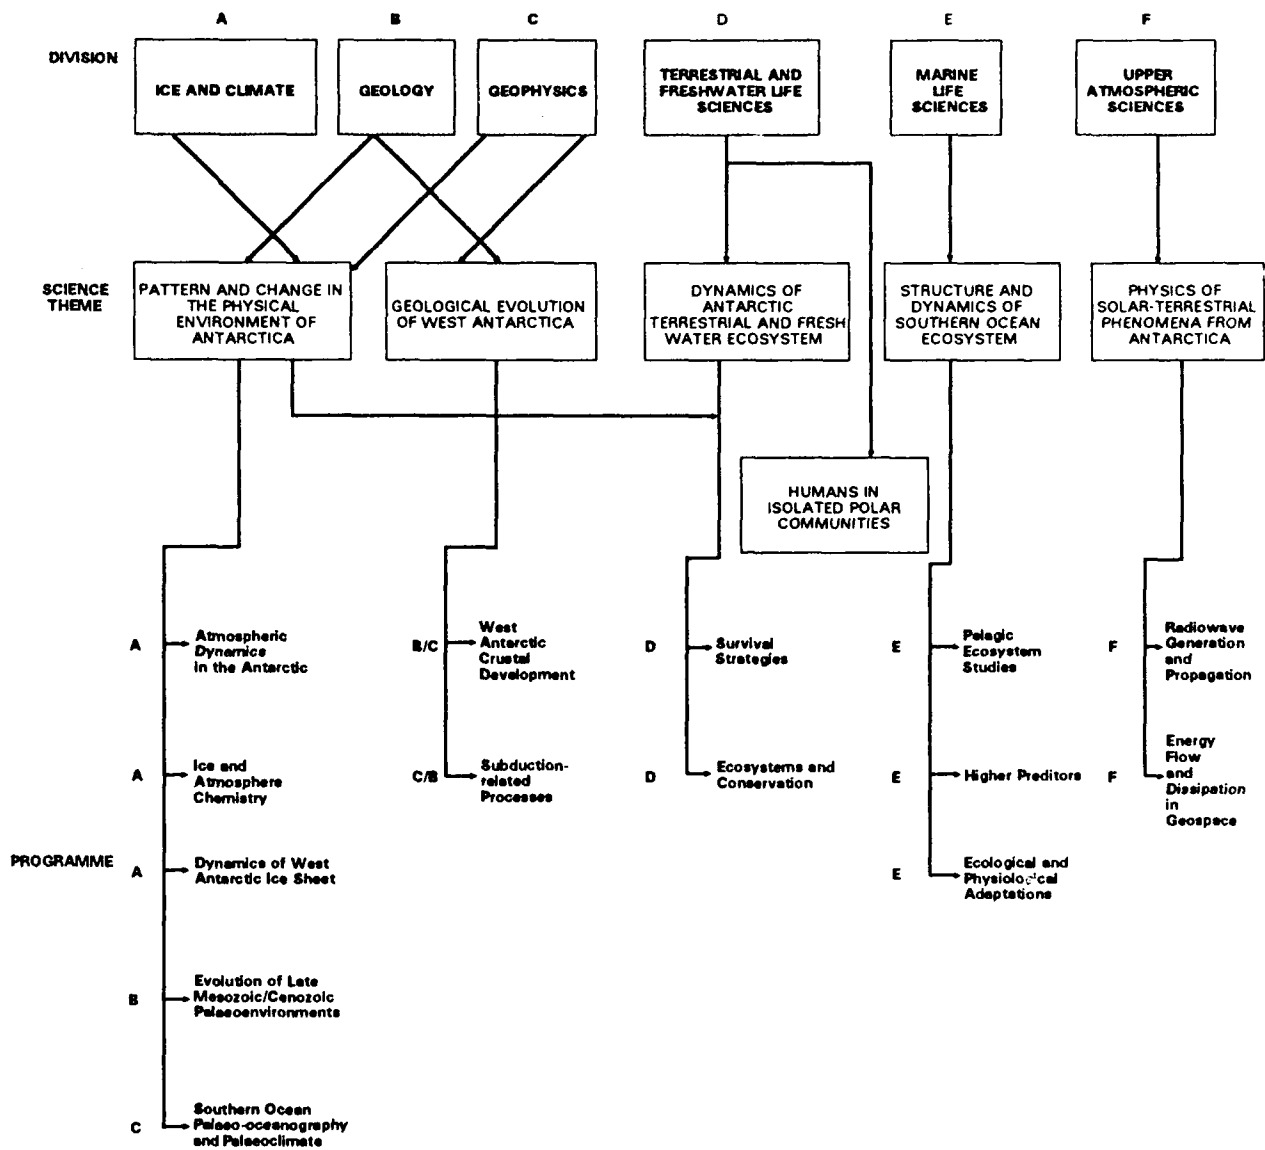 A B C D E F
DIVISION
ICE AND CLIMATE
GEOLOGY
GEOPHYSICS
TERRESTRIAL AND
FRESHWATER LIFE
SCIENCES
MARINE
LIFE
SCIENCES
UPPER
ATMOSPHERIC
SCIENCES
SCIENCE
THEME
PATTERN AND CHANGE IN
THE PHYSICAL
ENVIRONMENT OF
ANTARCTICA
GEOLOGICAL EVOLUTION
OF WEST ANTARCTICA
DYNAMICS OF
ANTARCTIC
TERRESTRIAL AND FRESH
WATER ECOSYSTEM
STRUCTURE AND
DYNAMICS OF
SOUTHERN OCEAN
ECOSYSTEM
PHYSICS OF
SOLAR-TERRESTRIAL
PHENOMENA FROM
ANTARCTICA
HUMANS IN
ISOLATED POLAR
COMMUNITIES
PROGRAMME
A
Atmospheric
Dynamics
in the Antarctic
A
Ice and
Atmosphere
Chemistry
A
Dynamics of West
Antarctic Ice Sheet
B
Evolution of Late
Mesozoic/Cenozoic
Palaeoenvironments
C
Southern Ocean
Palaeo-oceanography
and Palaeoclimate
B/C
West
Antarctic
Crustal
Development
C/B
Subduction-
related
Processes
D
Survival
Strategies
D
Ecosystems and
Conservation
E
Pelagic
Ecosystem
Studies
E
Higher Preditors
E
Ecological and
Physiological
Adaptations
F
Radiowave
Generation
and
Propagation
F
Energy
Flow
and
Dissipation
in
Geospace